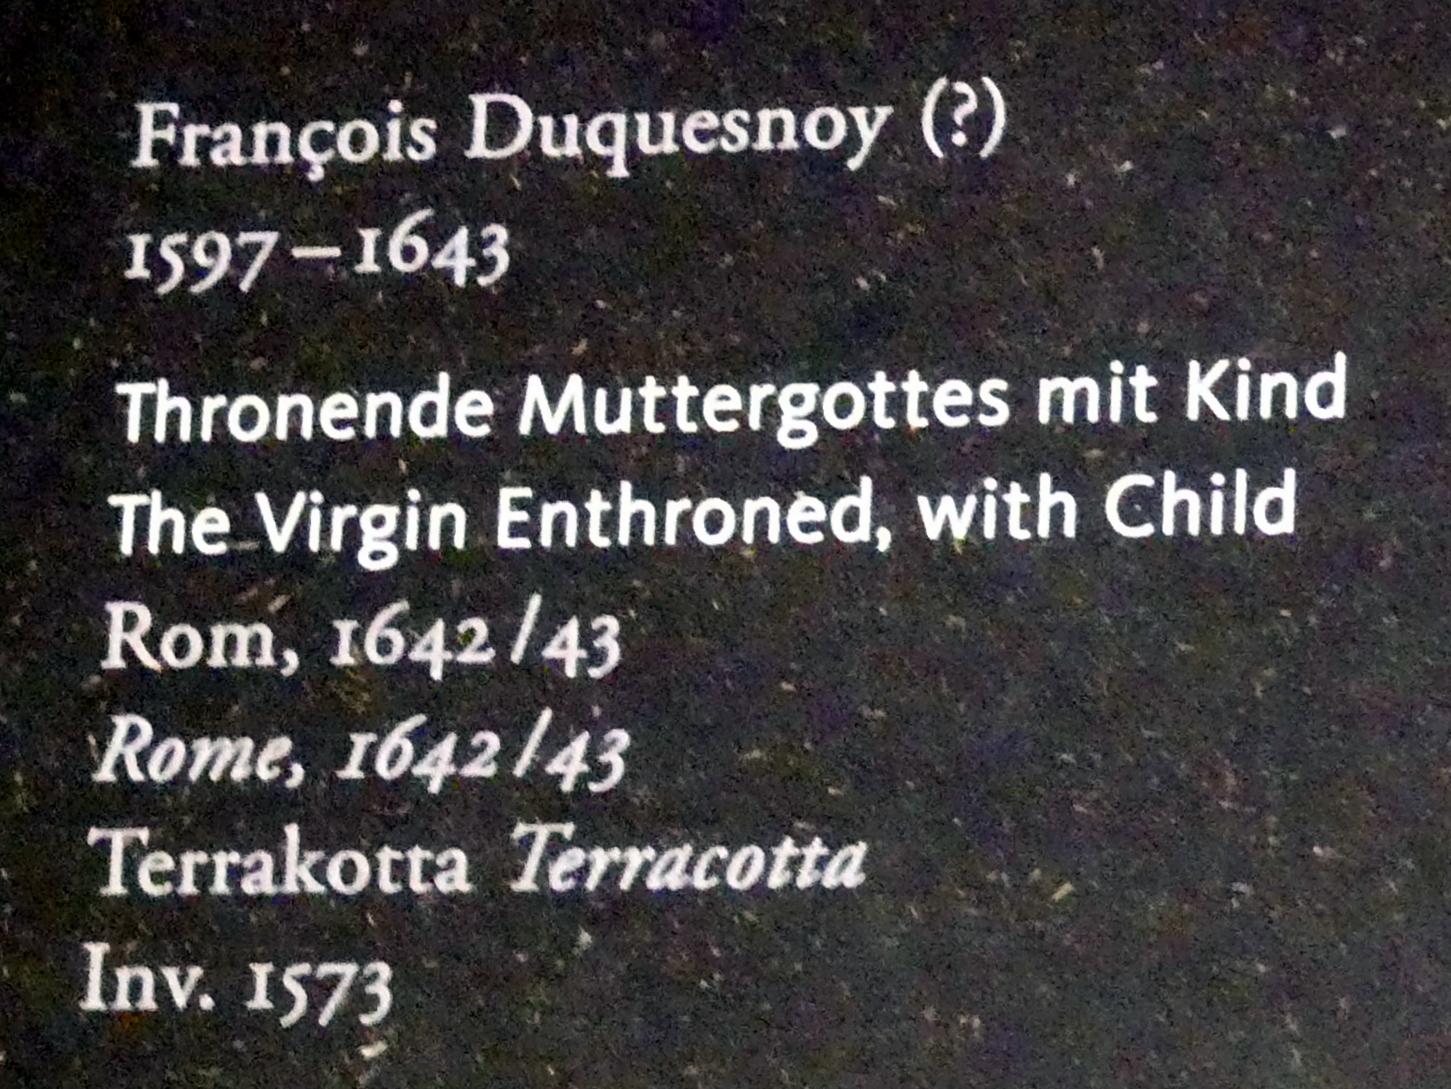 François Duquesnoy (?)
1597–1643
Thronende Muttergottes mit Kind
The Virgin Enthroned, with Child
Rom, 1642/43
Rome, 1642/43
Terrakotta Terracotta
Inv. 1573